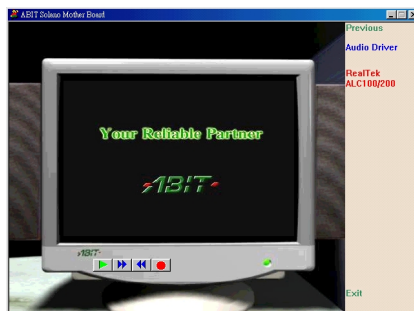 ABIT Solano Mother Board
Previous
Audio Driver
RealTek
ALC100/200
Your Reliable Partner
ABIT
ABIT
Exit